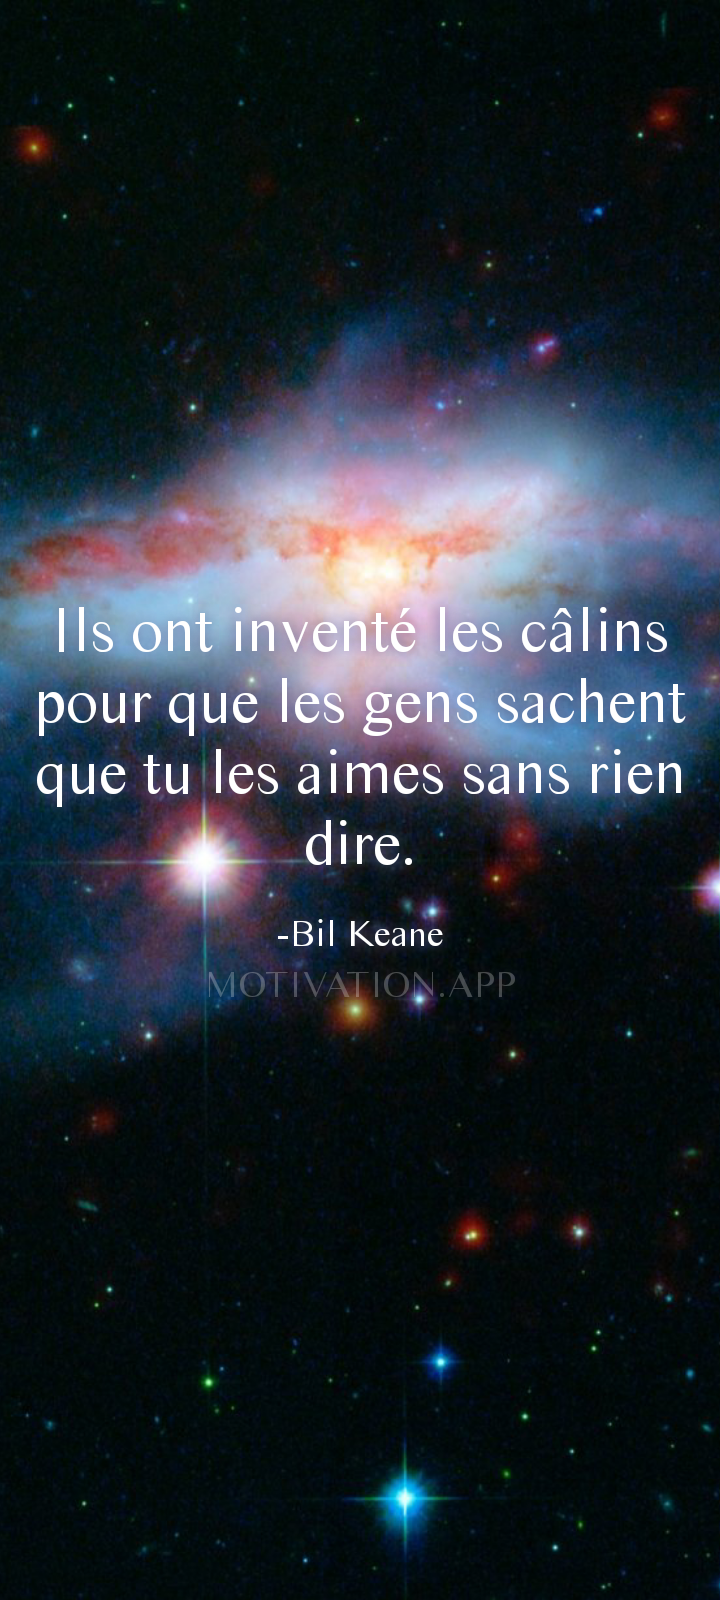 Ils ont inventé les câlins
pour que les gens sachent
que tu les aimes sans rien
dire.
-Bil Keane
MOTIVATION.APP